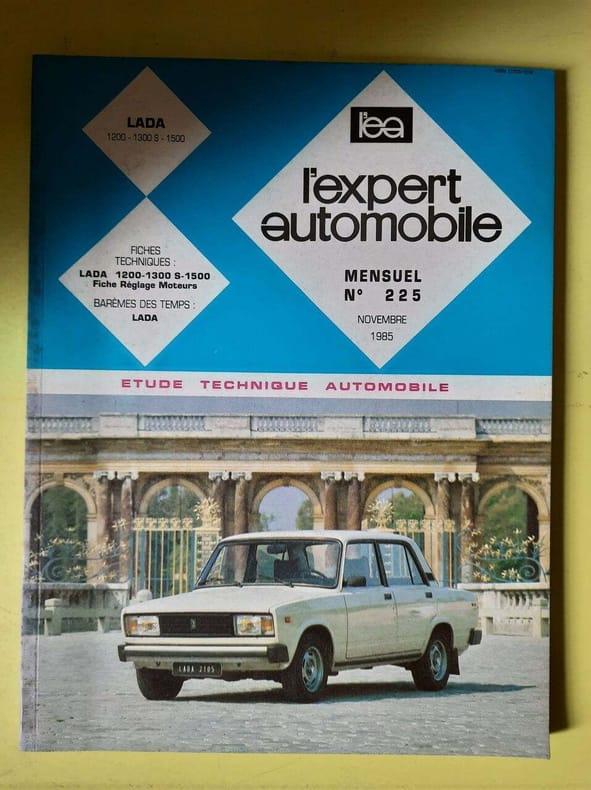 LADA
1200 - 1300 S - 1500
FICHES
TECHNIQUES :
LADA 1200-1300 S-1500
Fiche Réglage Moteurs
BARÈMES DES TEMPS :
LADA
l'ea
l'expert
automobile
MENSUEL
N° 225
NOVEMBRE
1985
ETUDE TECHNIQUE AUTOMOBILE
LADA 2105